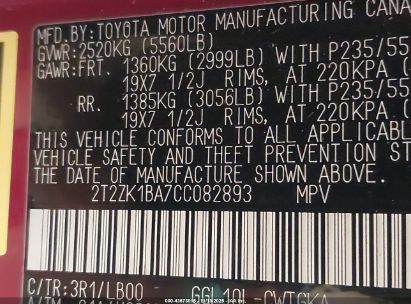 MFD.BY:TOYOTA MOTOR MANUFACTURING CANA
GVWR:2520KG (5560LB)
GAWR:FRT. 1360KG (2999LB) WITH P235/55
19X7 1/2J RIMS, AT 220KPA (
RR. 1385KG (3056LB) WITH P235/55
19X7 1/2J RIMS, AT 220KPA (
THIS VEHICLE CONFORMS TO ALL APPLICABL
VEHICLE SAFETY AND THEFT PREVENTION ST
THE DATE OF MANUFACTURE SHOWN ABOVE.
2T2ZK1BA7CC082893 MPV
C/TR:3R1/LB00